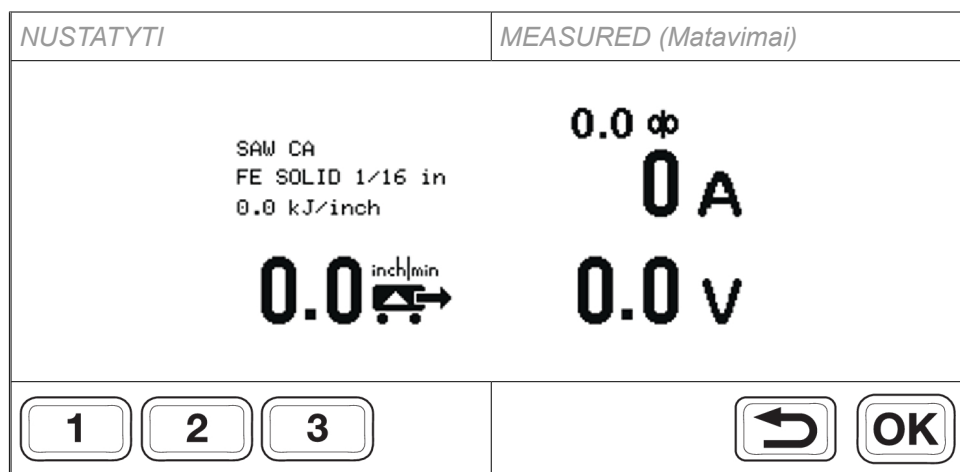 NUSTATYTI
MEASURED (Matavimai)
SAW CA
FE SOLID 1/16 in
0.0 kJ/inch
0.0 inch/min
0.0
0 A
0.0 V
1 2 3
OK